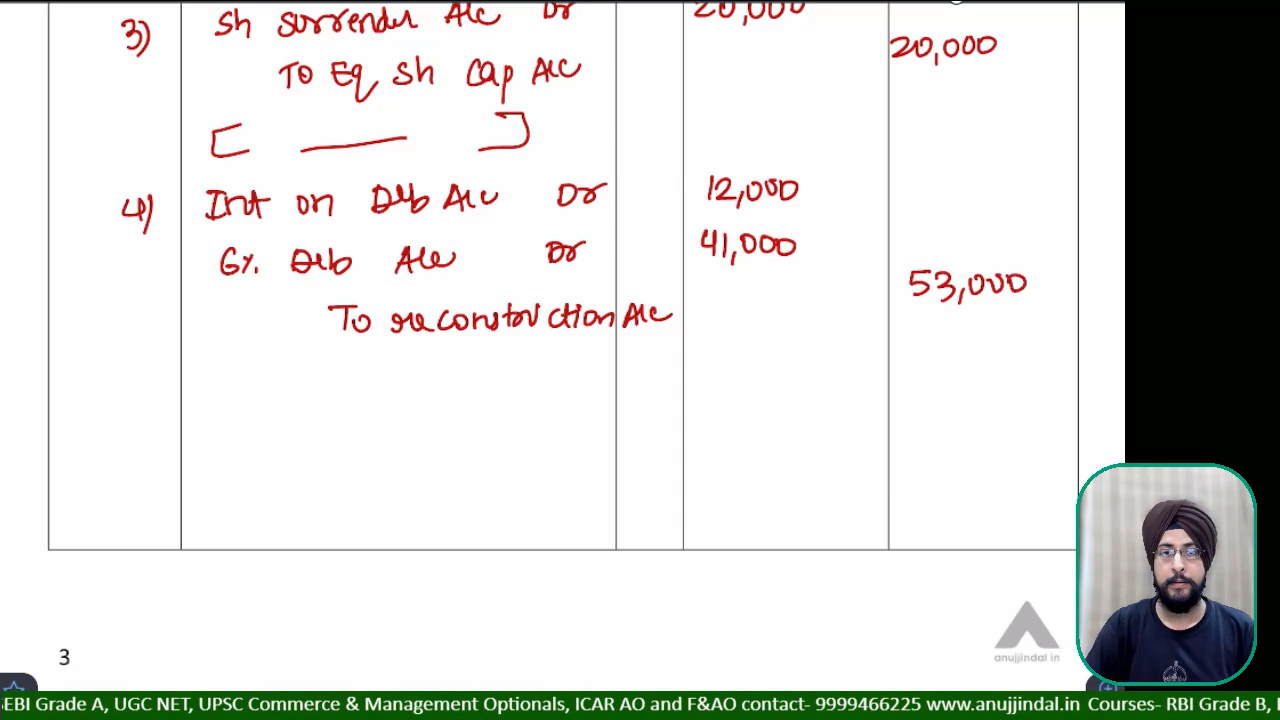 3) Sh surrender A/c Dr 20,000
To Eq Sh Cap A/c 20,000
[ — ]
4) Int on Deb A/c Dr 12,000
6% Deb A/c Dr 41,000
To reconstruction A/c 53,000
anujjindal.in
3
EBI Grade A, UGC NET, UPSC Commerce & Management Optionals, ICAR AO and F&AO contact- 9999466225 www.anujjindal.in Courses- RBI Grade B,